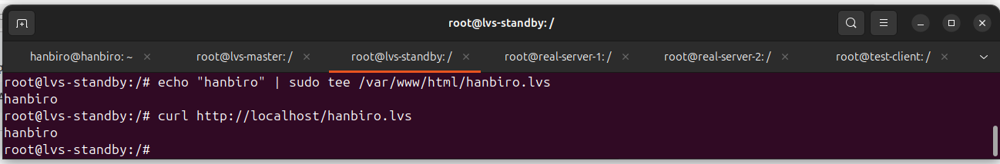 root@lvs-standby: /
hanbiro@hanbiro: ~
root@lvs-master: /
root@lvs-standby: /
root@real-server-1: /
root@real-server-2: /
root@test-client: /
root@lvs-standby:/# echo "hanbiro" | sudo tee /var/www/html/hanbiro.lvs
hanbiro
root@lvs-standby:/# curl http://localhost/hanbiro.lvs
hanbiro
root@lvs-standby:/#